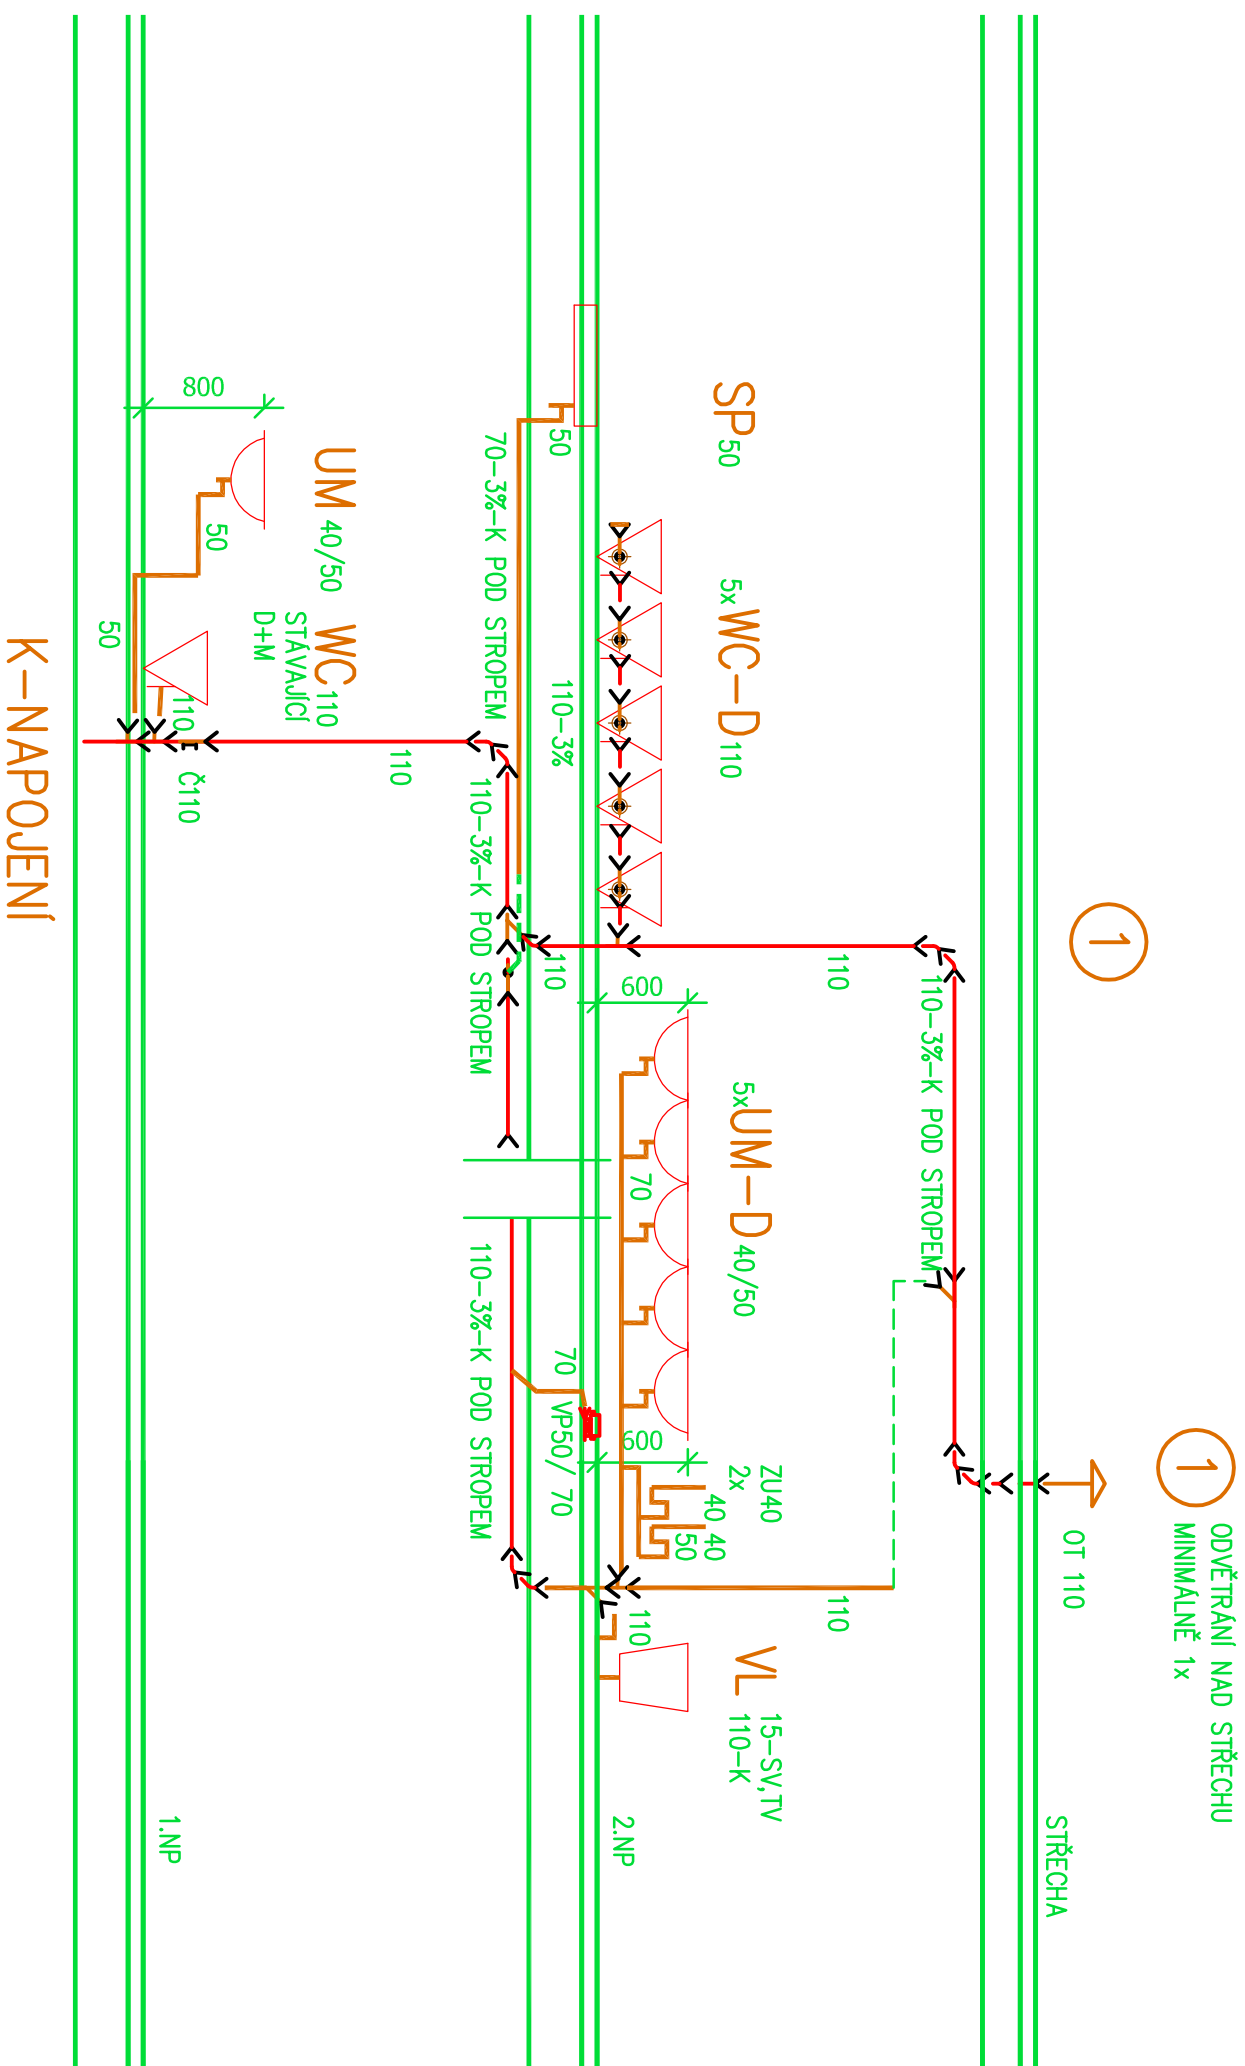 1
ODVĚTRÁNÍ NAD STŘECHU
MINIMÁLNĚ 1x
1
OT 110
STŘECHA
110-3%-K POD STROPEM
110
110
SP 50
5x WC-D 110
5xUM-D 40/50
ZU40
2x
40 40
50
VL 15-SV,TV
110-K
600
70
600
110
2.NP
50
110-3%
110
70
VP50/ 70
70-3%-K POD STROPEM
110-3%-K POD STROPEM
110-3%-K POD STROPEM
110
UM 40/50
WC 110
STÁVAJÍCÍ
D+M
800
50
110
Č110
50
1.NP
K-NAPOJENÍ